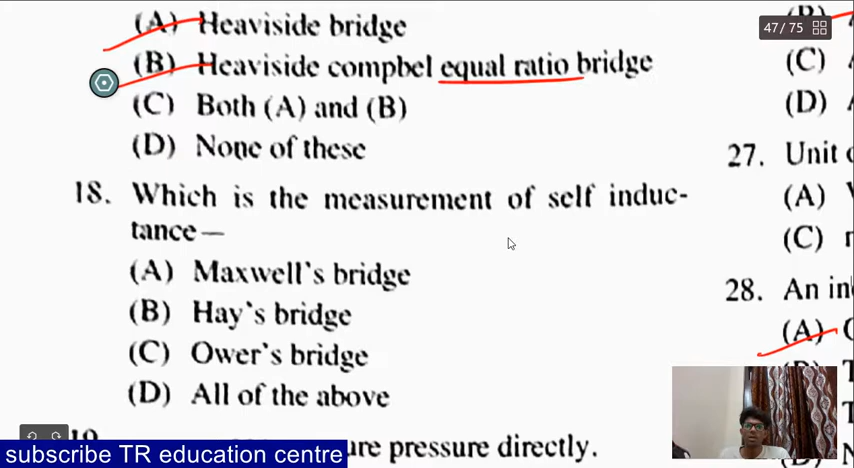 (A) Heaviside bridge
(B) Heaviside compbel equal ratio bridge
(C) Both (A) and (B)
(D) None of these
18. Which is the measurement of self induc-
tance—
(A) Maxwell's bridge
(B) Hay's bridge
(C) Ower's bridge
(D) All of the above
19
ure pressure directly.
47 / 75
(C)
(D)
27. Unit
(A)
(C)
28. An in
(A)
subscribe TR education centre